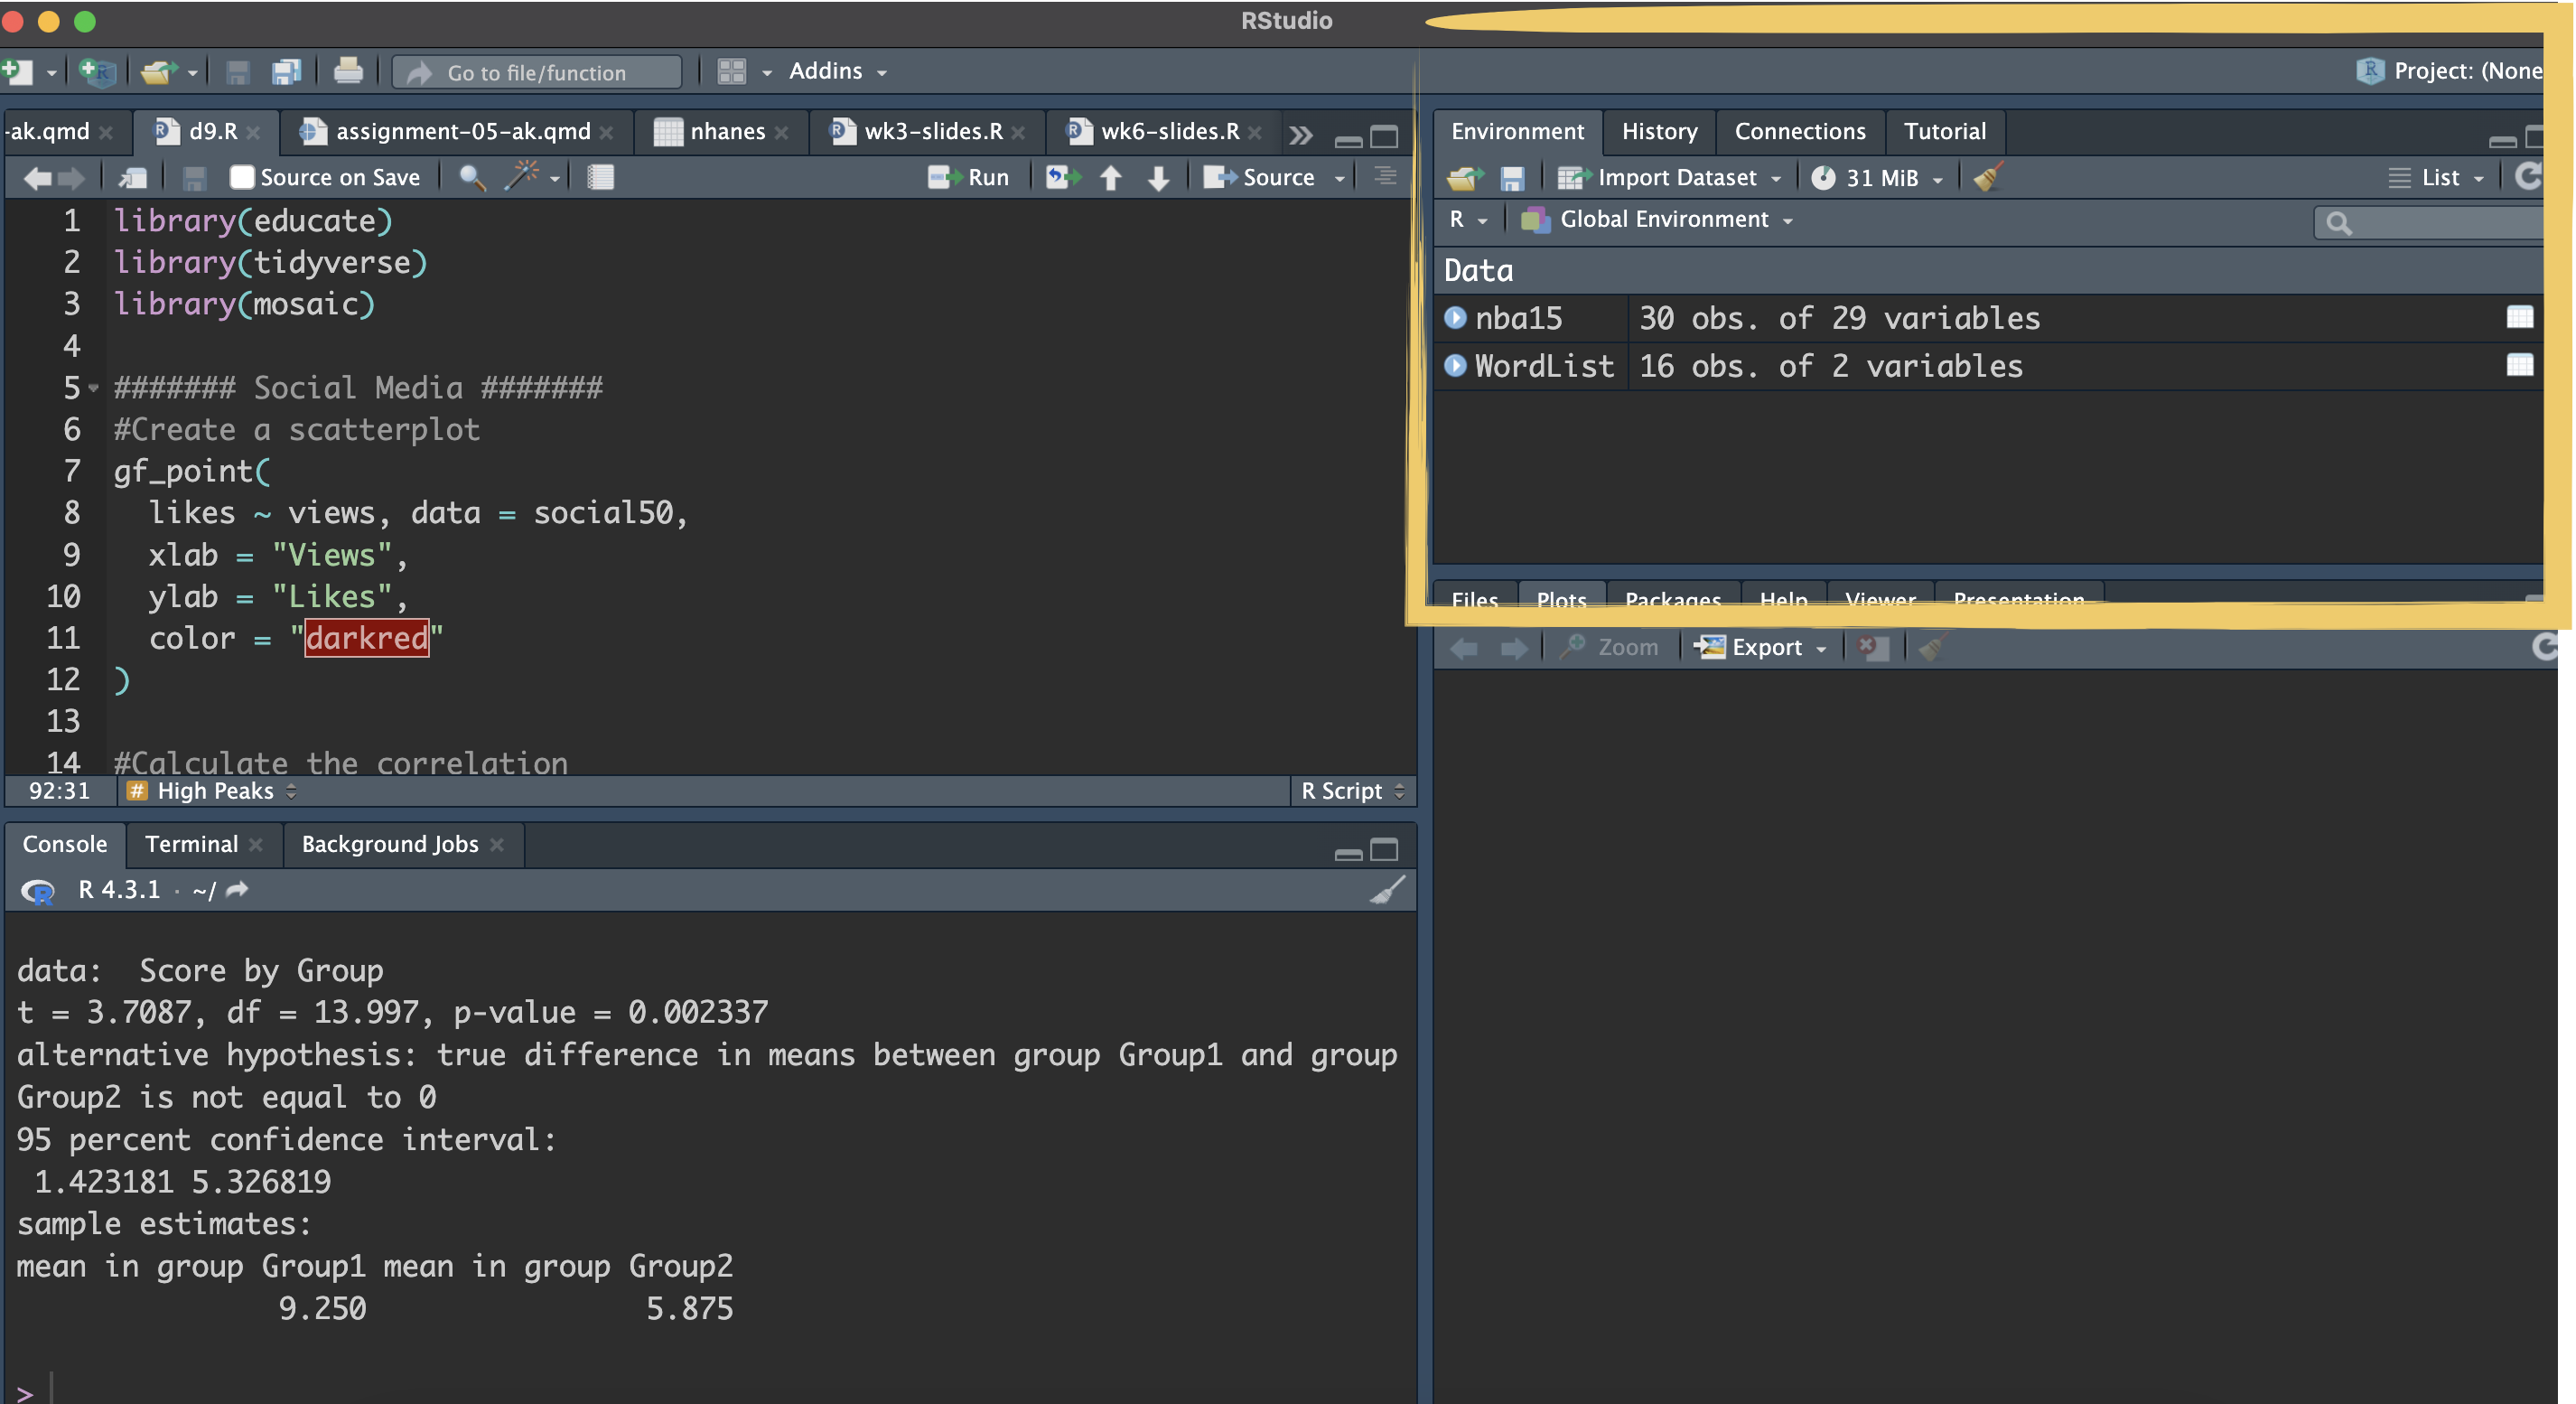 RStudio
Go to file/function
Addins
Project: (None
-ak.qmd
d9.R
assignment-05-ak.qmd
nhanes
wk3-slides.R
wk6-slides.R
Source on Save
Run
Source
1 library(educate)
2 library(tidyverse)
3 library(mosaic)
4
5 ####### Social Media #######
6 #Create a scatterplot
7 gf_point(
8   likes ~ views, data = social50,
9   xlab = "Views",
10   ylab = "Likes",
11   color = "darkred"
12 )
13
14 #Calculate the correlation
92:31
# High Peaks
R Script
Console
Terminal
Background Jobs
R 4.3.1 · ~/
data:  Score by Group
t = 3.7087, df = 13.997, p-value = 0.002337
alternative hypothesis: true difference in means between group Group1 and group
Group2 is not equal to 0
95 percent confidence interval:
 1.423181 5.326819
sample estimates:
mean in group Group1 mean in group Group2
               9.250                5.875
>
Environment
History
Connections
Tutorial
Import Dataset
31 MiB
List
R
Global Environment
Data
nba15 30 obs. of 29 variables
WordList 16 obs. of 2 variables
Files
Plots
Packages
Help
Viewer
Presentation
Zoom
Export